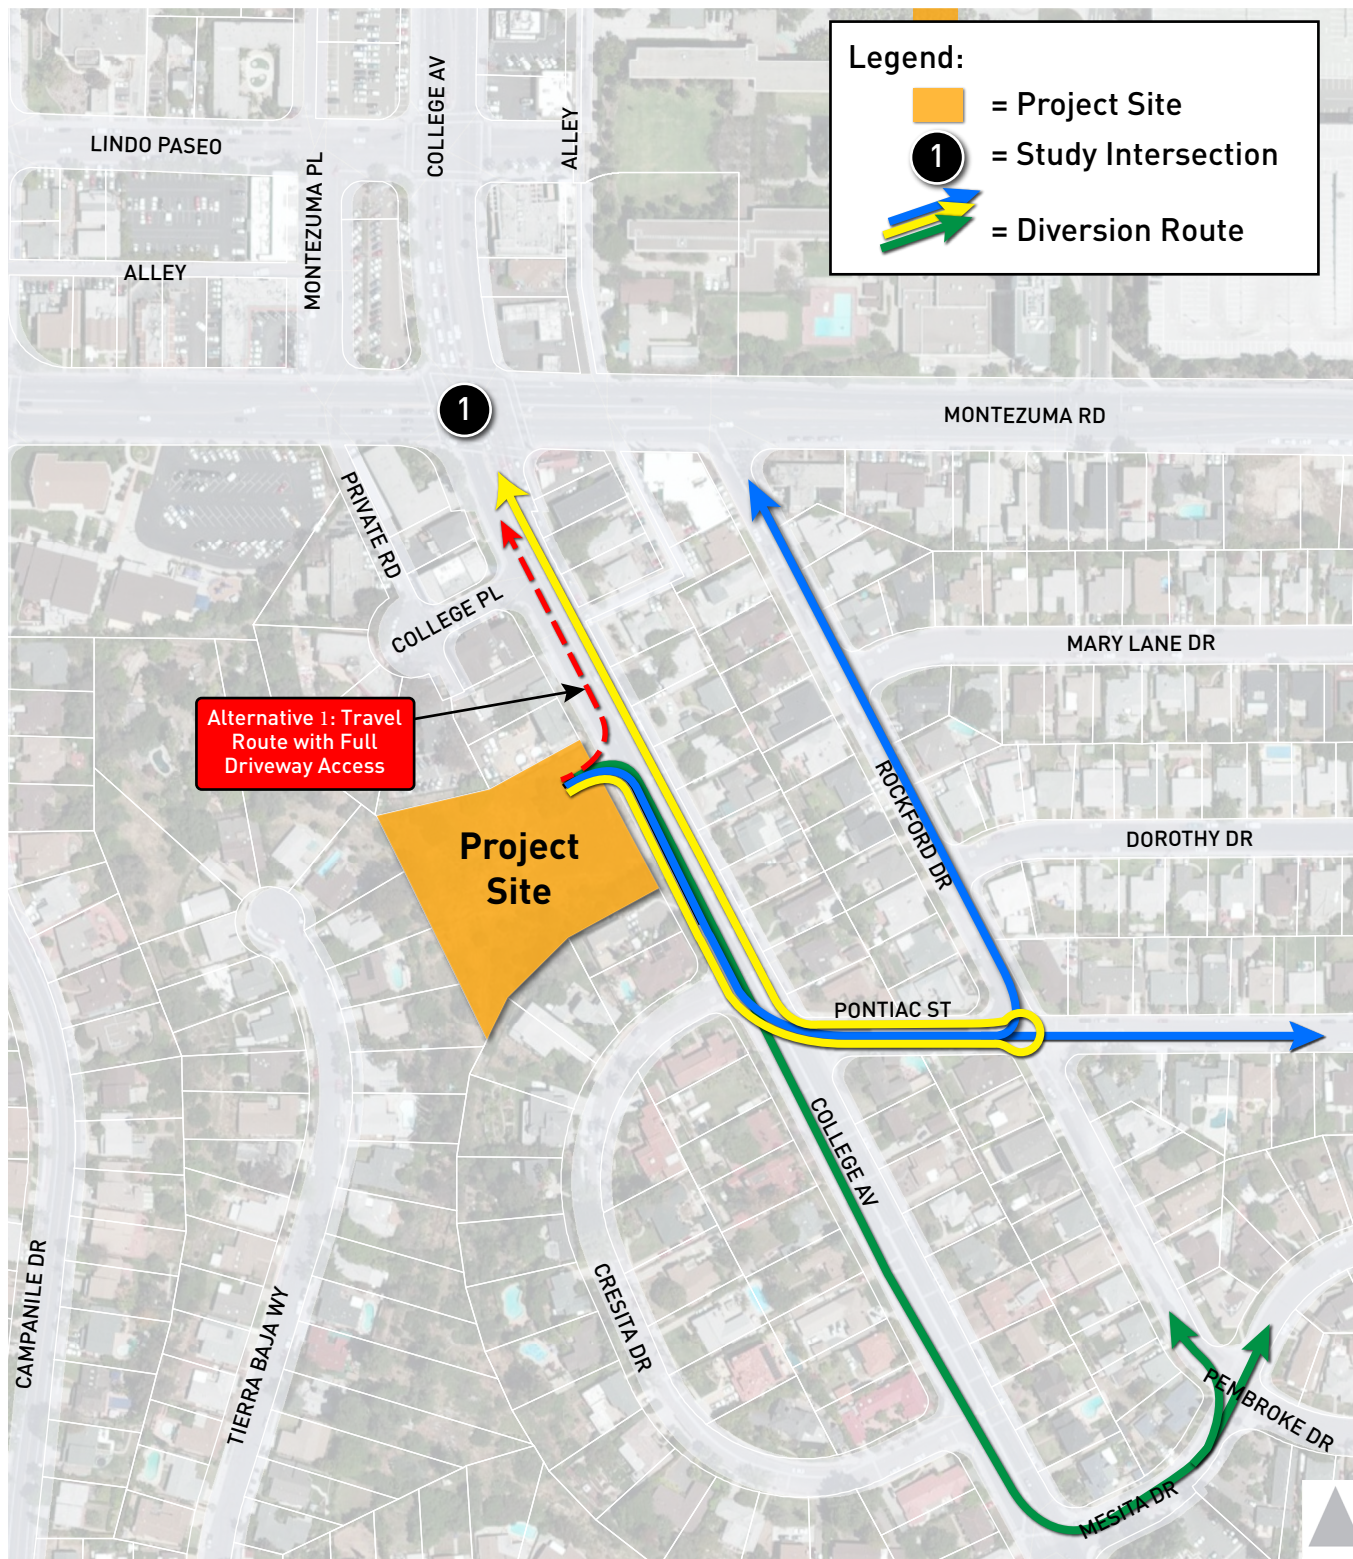 Legend:
= Project Site
1
= Study Intersection
= Diversion Route
LINDO PASEO
COLLEGE AV
ALLEY
MONTEZUMA PL
ALLEY
1
MONTEZUMA RD
PRIVATE RD
COLLEGE PL
MARY LANE DR
Alternative 1: Travel
Route with Full
Driveway Access
ROCKFORD DR
DOROTHY DR
Project
Site
PONTIAC ST
COLLEGE AV
CAMPANILE DR
TIERRA BAJA WY
CRESITA DR
PEMBROKE DR
MESITA DR